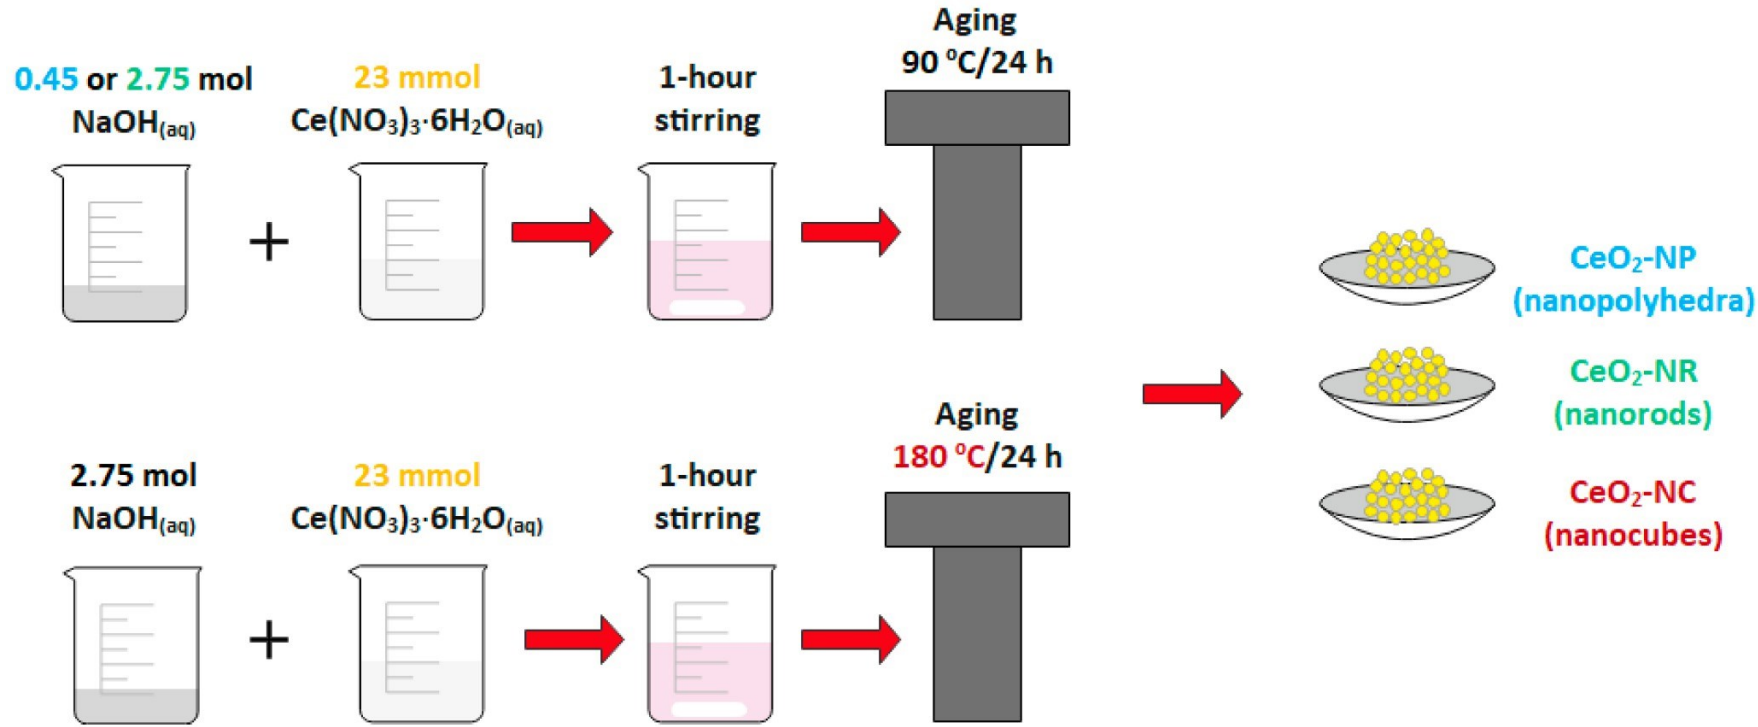 0.45 or 2.75 mol
NaOH(aq)
+
23 mmol
Ce(NO3)3·6H2O(aq)
1-hour
stirring
Aging
90 °C/24 h
2.75 mol
NaOH(aq)
+
23 mmol
Ce(NO3)3·6H2O(aq)
1-hour
stirring
Aging
180 °C/24 h
CeO2-NP
(nanopolyhedra)
CeO2-NR
(nanorods)
CeO2-NC
(nanocubes)